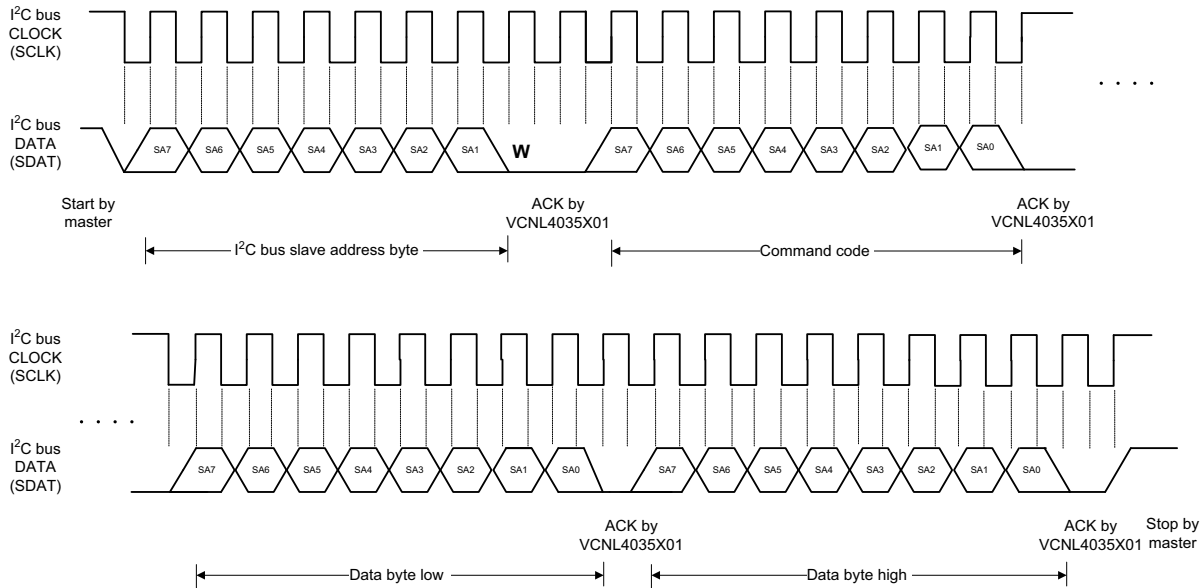 I²C bus
CLOCK
(SCLK)
. . . .
I²C bus
DATA
(SDAT)
SA7 SA6 SA5 SA4 SA3 SA2 SA1 W SA7 SA6 SA5 SA4 SA3 SA2 SA1 SA0
Start by
master
ACK by
VCNL4035X01
ACK by
VCNL4035X01
I²C bus slave address byte
Command code
I²C bus
CLOCK
(SCLK)
. . . .
I²C bus
DATA
(SDAT)
SA7 SA6 SA5 SA4 SA3 SA2 SA1 SA0 SA7 SA6 SA5 SA4 SA3 SA2 SA1 SA0
ACK by
VCNL4035X01
ACK by
VCNL4035X01
Stop by
master
Data byte low
Data byte high